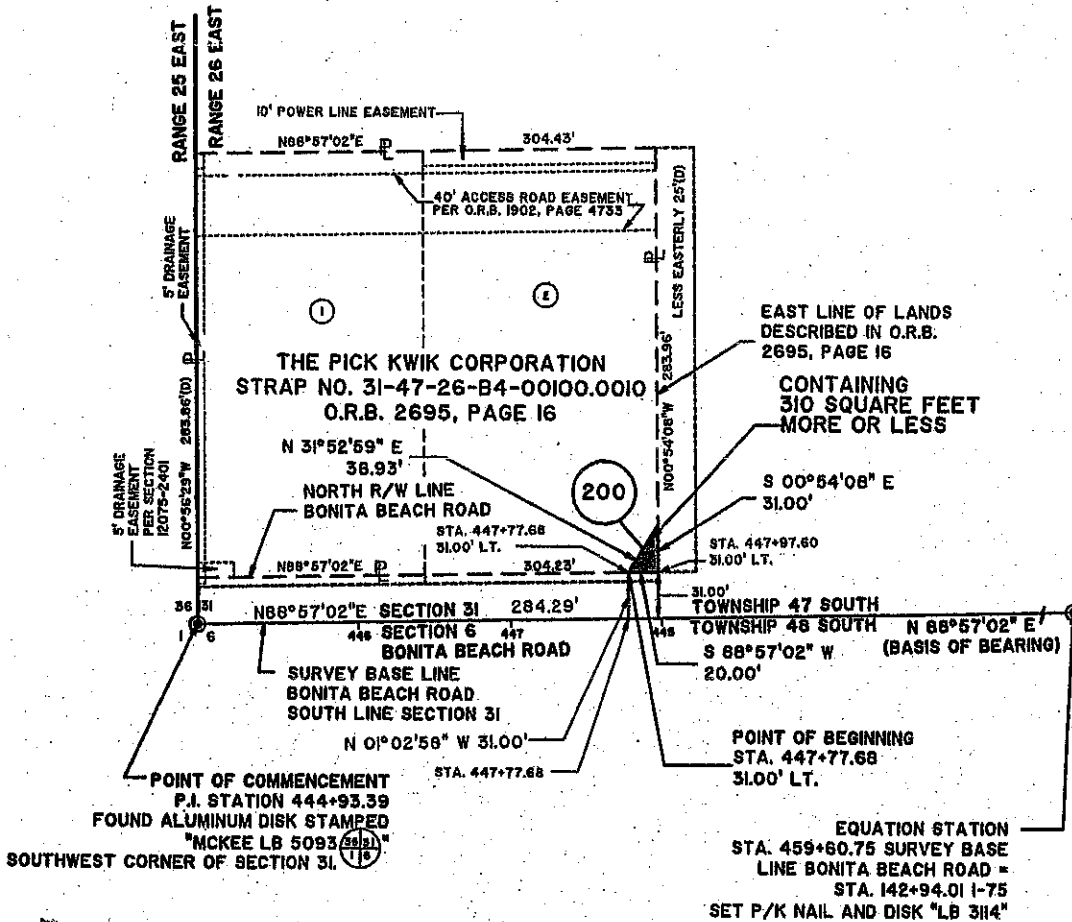 RANGE 25 EAST
RANGE 26 EAST
10' POWER LINE EASEMENT
N88°57'02"E
304.43'
40' ACCESS ROAD EASEMENT
PER O.R.B. 1902, PAGE 4733
LESS EASTERLY 25'(D)
5' DRAINAGE
EASEMENT
1
2
EAST LINE OF LANDS
DESCRIBED IN O.R.B.
2695, PAGE 16
THE PICK KWIK CORPORATION
STRAP NO. 31-47-26-B4-00100.0010
O.R.B. 2695, PAGE 16
N00°56'29"W 283.86'(D)
N00°54'08"W 283.96'
CONTAINING
310 SQUARE FEET
MORE OR LESS
N 31°52'59" E
36.93'
200
S 00°54'08" E
31.00'
5' DRAINAGE
EASEMENT
PER SECTION
12075-2401
NORTH R/W LINE
BONITA BEACH ROAD
STA. 447+77.68
31.00' LT.
STA. 447+97.60
31.00' LT.
N88°57'02"E
304.23'
31.00'
36 31
1 6
N88°57'02"E SECTION 31 284.29'
TOWNSHIP 47 SOUTH
446 447 448
SECTION 6
BONITA BEACH ROAD
TOWNSHIP 48 SOUTH
N 88°57'02" E
(BASIS OF BEARING)
S 88°57'02" W
20.00'
SURVEY BASE LINE
BONITA BEACH ROAD
SOUTH LINE SECTION 31
N 01°02'58" W 31.00'
STA. 447+77.68
POINT OF BEGINNING
STA. 447+77.68
31.00' LT.
POINT OF COMMENCEMENT
P.I. STATION 444+93.39
FOUND ALUMINUM DISK STAMPED
"MCKEE LB 5093 36 31 1 6"
SOUTHWEST CORNER OF SECTION 31.
EQUATION STATION
STA. 459+60.75 SURVEY BASE
LINE BONITA BEACH ROAD =
STA. 142+94.01 I-75
SET P/K NAIL AND DISK "LB 3114"